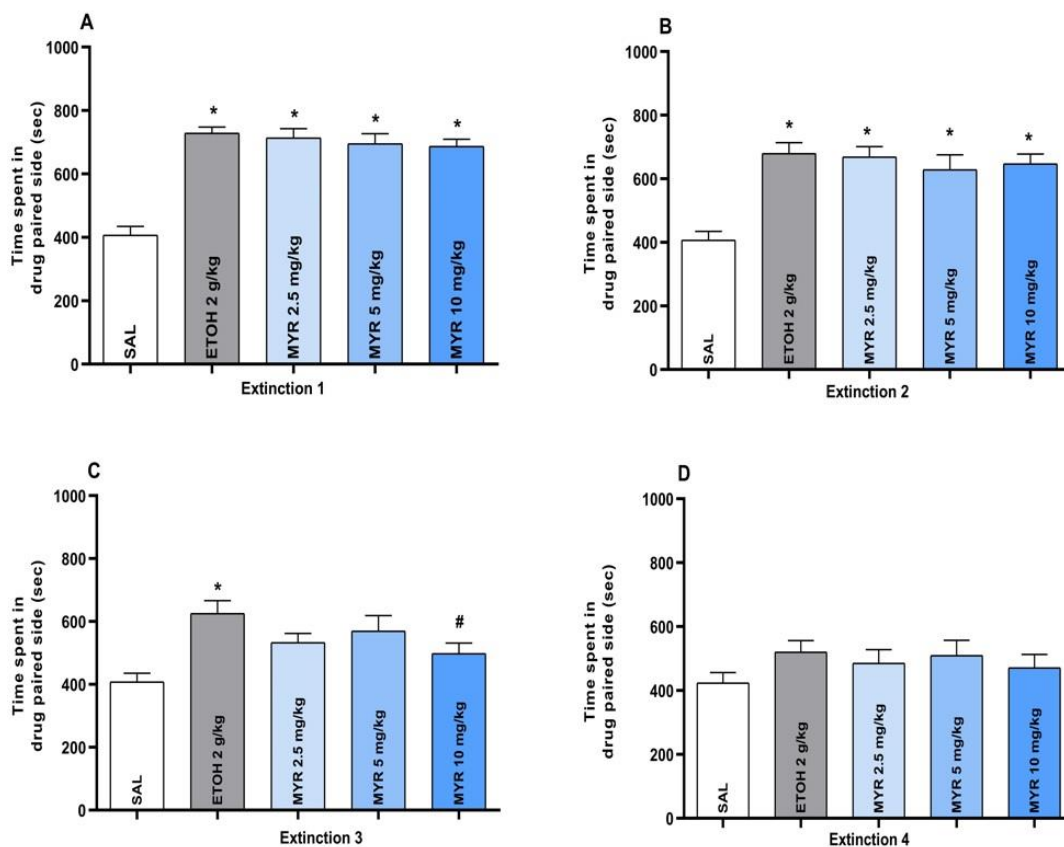 A
Time spent in
drug paired side (sec)
1000
800
600
400
200
0
*
*
*
*
SAL
ETOH 2 g/kg
MYR 2.5 mg/kg
MYR 5 mg/kg
MYR 10 mg/kg
Extinction 1
B
Time spent in
drug paired side (sec)
1000
800
600
400
200
0
*
*
*
*
SAL
ETOH 2 g/kg
MYR 2.5 mg/kg
MYR 5 mg/kg
MYR 10 mg/kg
Extinction 2
C
Time spent in
drug paired side (sec)
1000
800
600
400
200
0
*
#
SAL
ETOH 2 g/kg
MYR 2.5 mg/kg
MYR 5 mg/kg
MYR 10 mg/kg
Extinction 3
D
Time spent in
drug paired side (sec)
1000
800
600
400
200
0
SAL
ETOH 2 g/kg
MYR 2.5 mg/kg
MYR 5 mg/kg
MYR 10 mg/kg
Extinction 4